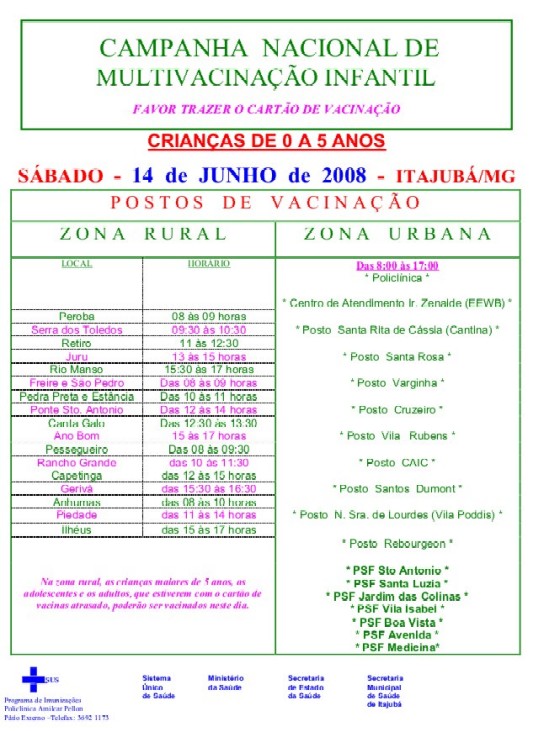 CAMPANHA NACIONAL DE
MULTIVACINAÇÃO INFANTIL
FAVOR TRAZER O CARTÃO DE VACINAÇÃO
CRIANÇAS DE 0 A 5 ANOS
SÁBADO - 14 de JUNHO de 2008 - ITAJUBÁ/MG
POSTOS DE VACINAÇÃO
ZONA RURAL
LOCAL HORÁRIO
Peroba 08 às 09 horas
Serra dos Toledos 09:30 às 10:30
Retiro 11 às 12:30
Juru 13 às 15 horas
Rio Manso 15:30 às 17 horas
Freire e São Pedro Das 08 às 09 horas
Pedra Preta e Estância Das 10 às 11 horas
Ponte Sto. Antonio Das 12 às 14 horas
Canta Galo Das 12:30 às 13:30
Ano Bom 15 às 17 horas
Pessegueiro Das 08 às 09:30
Rancho Grande das 10 às 11:30
Capetinga das 12 às 15 horas
Gerivá das 15:30 às 16:30
Anhumas das 08 às 10 horas
Piedade das 11 às 14 horas
Ilhéus das 15 às 17 horas
Na zona rural, as crianças maiores de 5 anos, os
adolescentes e os adultos, que estiverem com o cartão de
vacinas atrasado, poderão ser vacinados neste dia.
ZONA URBANA
Das 8:00 às 17:00
* Policlínica *
* Centro de Atendimento Ir. Zenaide (EEWB) *
* Posto Santa Rita de Cássia (Cantina) *
* Posto Santa Rosa *
* Posto Varginha *
* Posto Cruzeiro *
* Posto Vila Rubens *
* Posto CAIC *
* Posto Santos Dumont *
* Posto N. Sra. de Lourdes (Vila Poddis) *
* Posto Rebourgeon *
* PSF Sto Antonio *
* PSF Santa Luzia *
* PSF Jardim das Colinas *
* PSF Vila Isabel *
* PSF Boa Vista *
* PSF Avenida *
* PSF Medicina*
SUS
Programa de Imunizações
Policlínica Amilcar Pellon
Pátio Externo -Telefax: 3692 1173
Sistema
Único
de Saúde
Ministério
da Saúde
Secretaria
de Estado
da Saúde
Secretaria
Municipal
de Saúde
de Itajubá